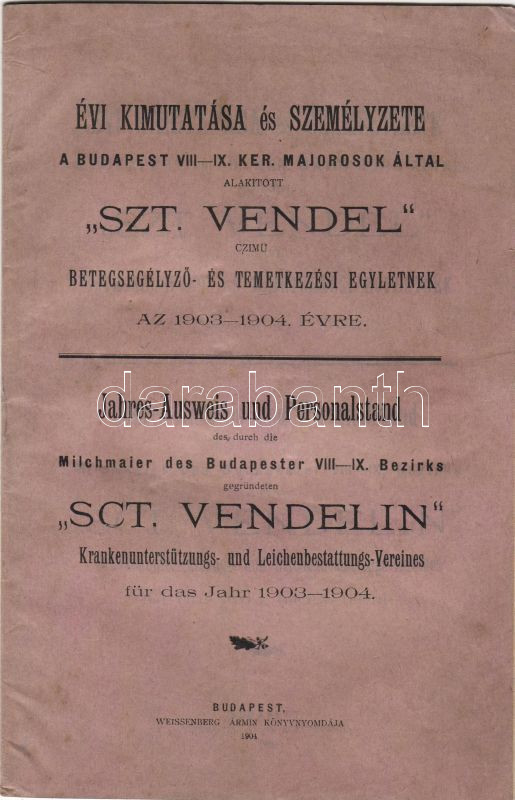 ÉVI KIMUTATÁSA és SZEMÉLYZETE
A BUDAPEST VIII—IX. KER. MAJOROSOK ÁLTAL
ALAKITOTT
„SZT. VENDEL“
CZIMÜ
BETEGSEGÉLYZŐ- ÉS TEMETKEZÉSI EGYLETNEK
AZ 1903—1904. ÉVRE.
darabanth
Jahres-Ausweis und Personalstand
des, durch die
Milchmaier des Budapester VIII—IX. Bezirks
gegründeten
„SCT. VENDELIN“
Krankenunterstützungs- und Leichenbestattungs-Vereines
für das Jahr 1903—1904.
BUDAPEST,
WEISSENBERG ÁRMIN KÖNYVNYOMDÁJA
1904